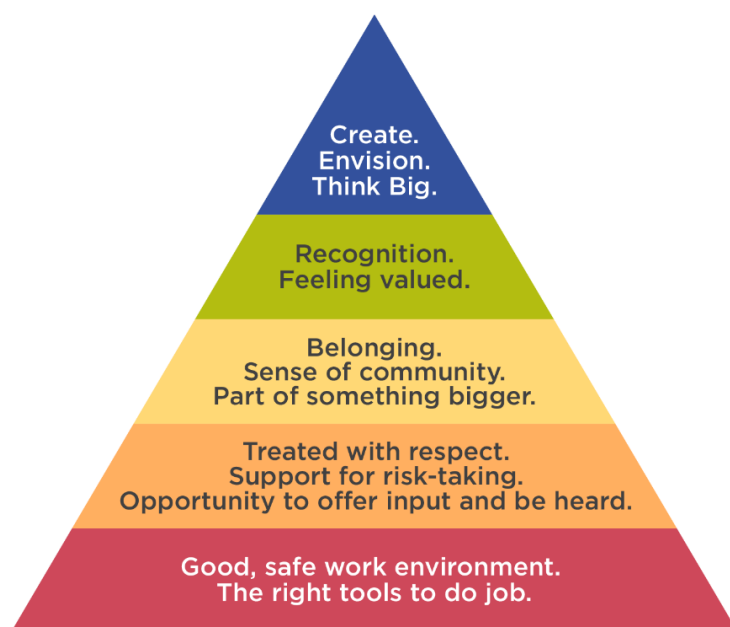 Create.
Envision.
Think Big.
Recognition.
Feeling valued.
Belonging.
Sense of community.
Part of something bigger.
Treated with respect.
Support for risk-taking.
Opportunity to offer input and be heard.
Good, safe work environment.
The right tools to do job.